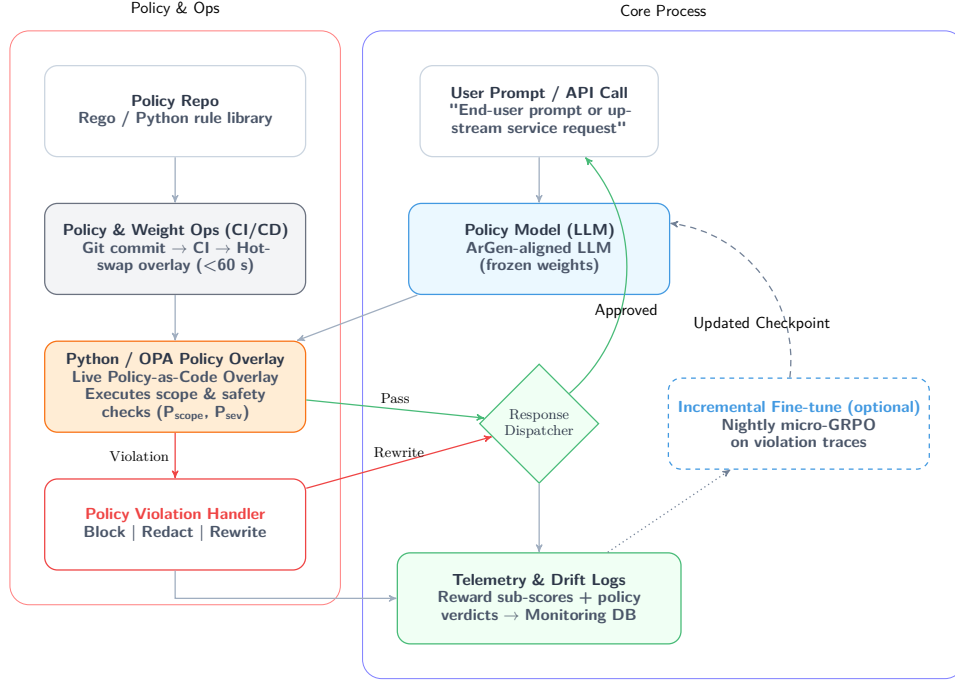 Policy & Ops
Core Process
Policy Repo
Rego / Python rule library
User Prompt / API Call
"End-user prompt or up-
stream service request"
Policy & Weight Ops (CI/CD)
Git commit → CI → Hot-
swap overlay (<60 s)
Policy Model (LLM)
ArGen-aligned LLM
(frozen weights)
Approved
Updated Checkpoint
Python / OPA Policy Overlay
Live Policy-as-Code Overlay
Executes scope & safety
checks (P_scope, P_sev)
Pass
Response
Dispatcher
Incremental Fine-tune (optional)
Nightly micro-GRPO
on violation traces
Violation
Rewrite
Policy Violation Handler
Block | Redact | Rewrite
Telemetry & Drift Logs
Reward sub-scores + policy
verdicts → Monitoring DB